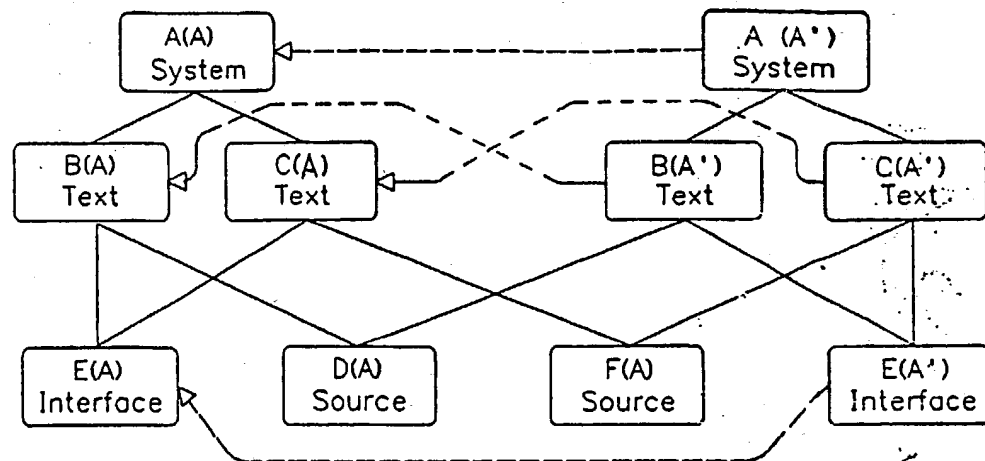 A(A)
System
A (A')
System
B(A)
Text
C(A)
Text
B(A')
Text
C(A')
Text
E(A)
Interface
D(A)
Source
F(A)
Source
E(A')
Interface